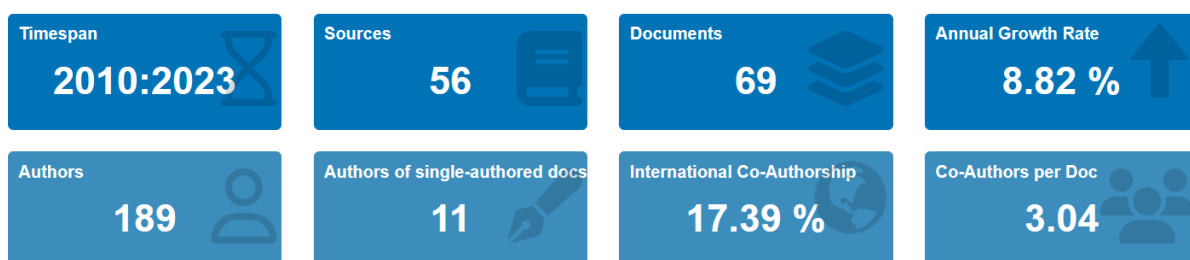 Timespan
2010:2023
Sources
56
Documents
69
Annual Growth Rate
8.82 %
Authors
189
Authors of single-authored docs
11
International Co-Authorship
17.39 %
Co-Authors per Doc
3.04